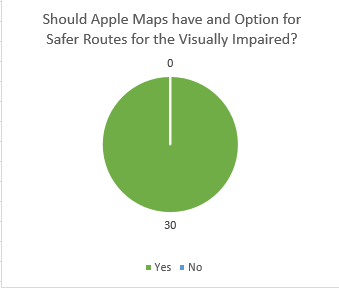 Should Apple Maps have and Option for
Safer Routes for the Visually Impaired?
0
30
Yes No